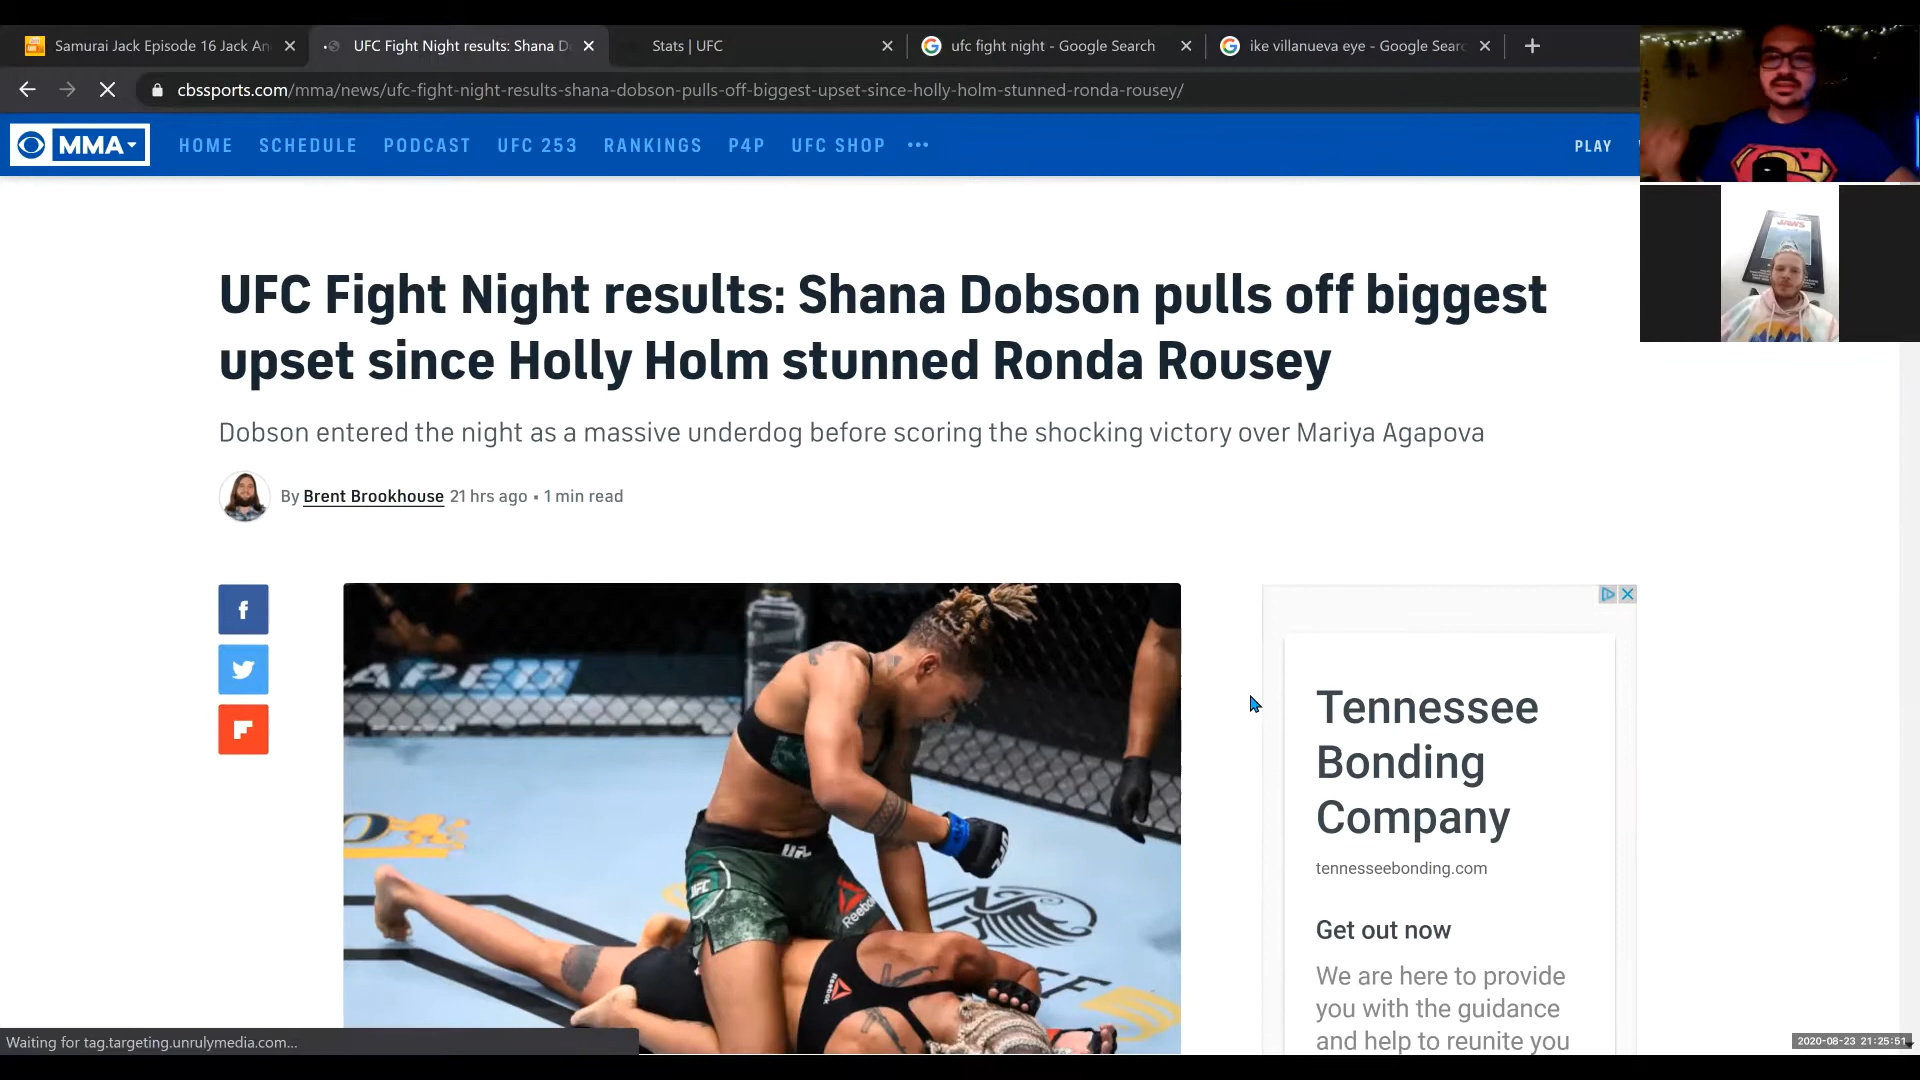 Samurai Jack Episode 16 Jack An
UFC Fight Night results: Shana D
Stats | UFC
ufc fight night - Google Search
ike villanueva eye - Google Searc
cbssports.com/mma/news/ufc-fight-night-results-shana-dobson-pulls-off-biggest-upset-since-holly-holm-stunned-ronda-rousey/
MMA
HOME
SCHEDULE
PODCAST
UFC 253
RANKINGS
P4P
UFC SHOP
PLAY
JAWS
UFC Fight Night results: Shana Dobson pulls off biggest
upset since Holly Holm stunned Ronda Rousey
Dobson entered the night as a massive underdog before scoring the shocking victory over Mariya Agapova
By Brent Brookhouse 21 hrs ago • 1 min read
UFC
UFC
Reebok
Reebok
UFC
Tennessee
Bonding
Company
tennesseebonding.com
Get out now
We are here to provide
you with the guidance
and help to reunite you
Waiting for tag.targeting.unrulymedia.com...
2020-08-23 21:25:51